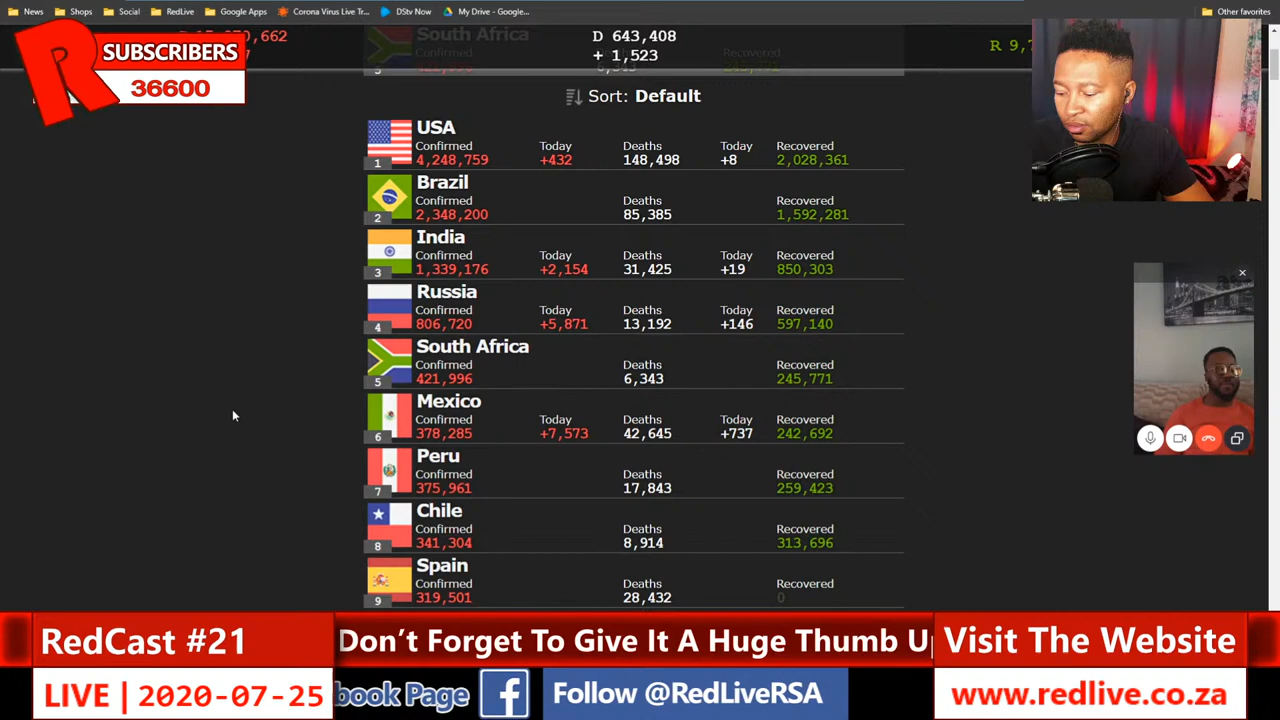 News Shops Social RedLive Google Apps Corona Virus Live Tr... DStv Now My Drive - Google... Other favorites
R SUBSCRIBERS
36600
South Africa
D 643,408
+ 1,523
Sort: Default
USA
Confirmed Today Deaths Today Recovered
1 4,248,759 +432 148,498 +8 2,028,361
Brazil
Confirmed Deaths Recovered
2 2,348,200 85,385 1,592,281
India
Confirmed Today Deaths Today Recovered
3 1,339,176 +2,154 31,425 +19 850,303
Russia
Confirmed Today Deaths Today Recovered
4 806,720 +5,871 13,192 +146 597,140
South Africa
Confirmed Deaths Recovered
5 421,996 6,343 245,771
Mexico
Confirmed Today Deaths Today Recovered
6 378,285 +7,573 42,645 +737 242,692
Peru
Confirmed Deaths Recovered
7 375,961 17,843 259,423
Chile
Confirmed Deaths Recovered
8 341,304 8,914 313,696
Spain
Confirmed Deaths Recovered
9 319,501 28,432 0
RedCast #21 Don’t Forget To Give It A Huge Thumb Visit The Website
LIVE | 2020-07-25 book Page f Follow @RedLiveRSA www.redlive.co.za